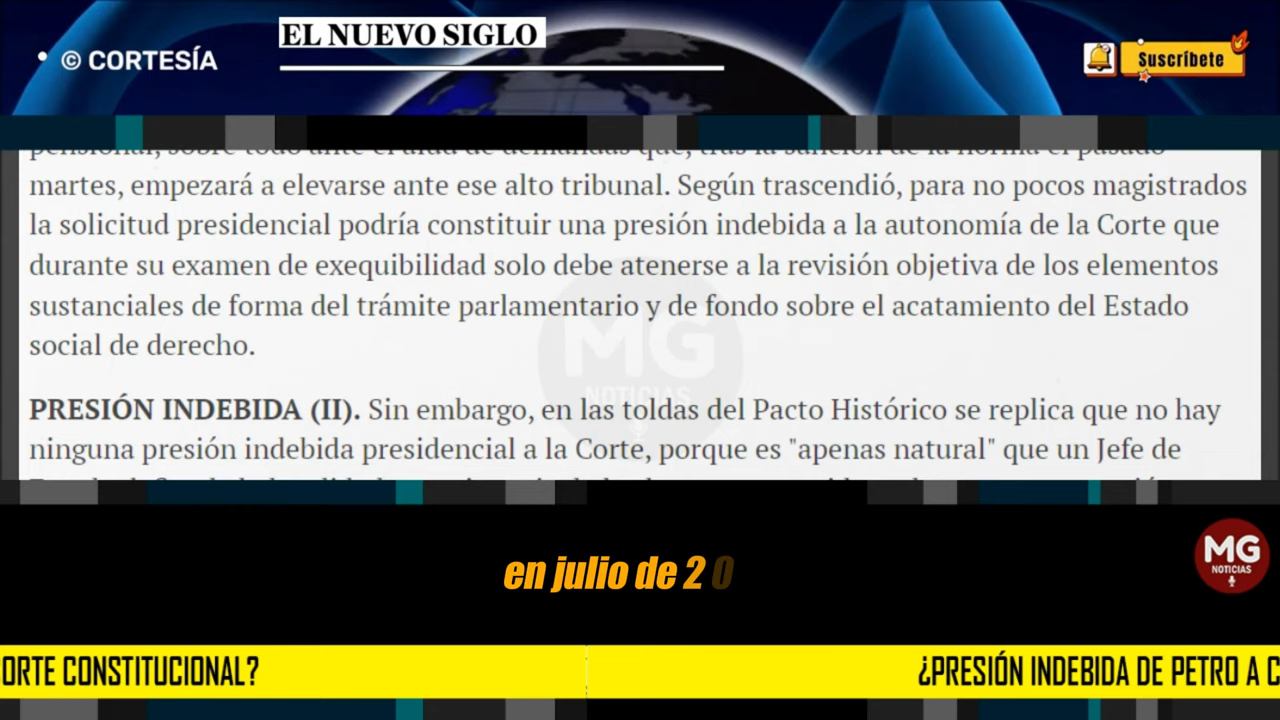 EL NUEVO SIGLO
© CORTESÍA
Suscríbete
martes, empezará a elevarse ante ese alto tribunal. Según trascendió, para no pocos magistrados
la solicitud presidencial podría constituir una presión indebida a la autonomía de la Corte que
durante su examen de exequibilidad solo debe atenerse a la revisión objetiva de los elementos
sustanciales de forma del trámite parlamentario y de fondo sobre el acatamiento del Estado
social de derecho.
MG
NOTICIAS
PRESIÓN INDEBIDA (II). Sin embargo, en las toldas del Pacto Histórico se replica que no hay
ninguna presión indebida presidencial a la Corte, porque es "apenas natural" que un Jefe de
en julio de 2 0
MG
NOTICIAS
ORTE CONSTITUCIONAL?
¿PRESIÓN INDEBIDA DE PETRO A C